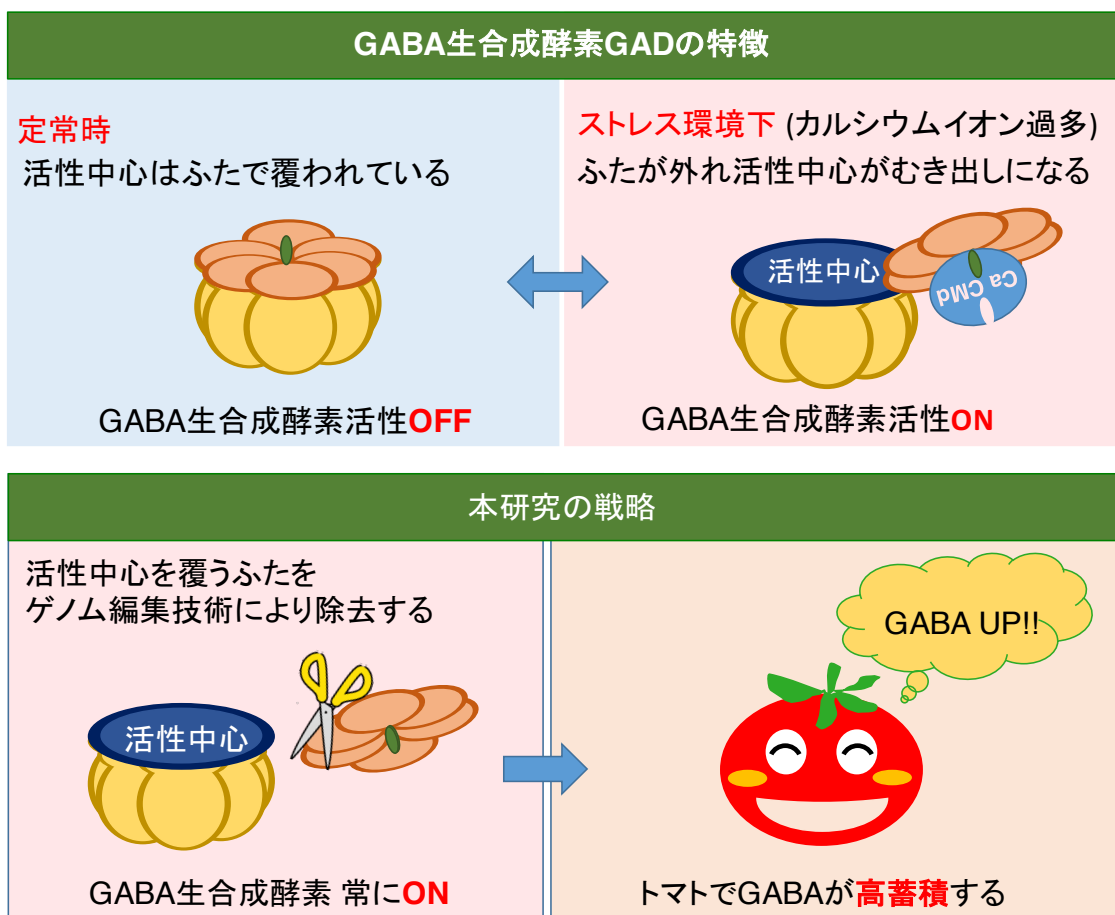 GABA生合成酵素GADの特徴
定常時
活性中心はふたで覆われている
GABA生合成酵素活性OFF
ストレス環境下 (カルシウムイオン過多)
ふたが外れ活性中心がむき出しになる
活性中心
Ca CMd
GABA生合成酵素活性ON
本研究の戦略
活性中心を覆うふたを
ゲノム編集技術により除去する
活性中心
GABA生合成酵素 常にON
GABA UP!!
トマトでGABAが高蓄積する